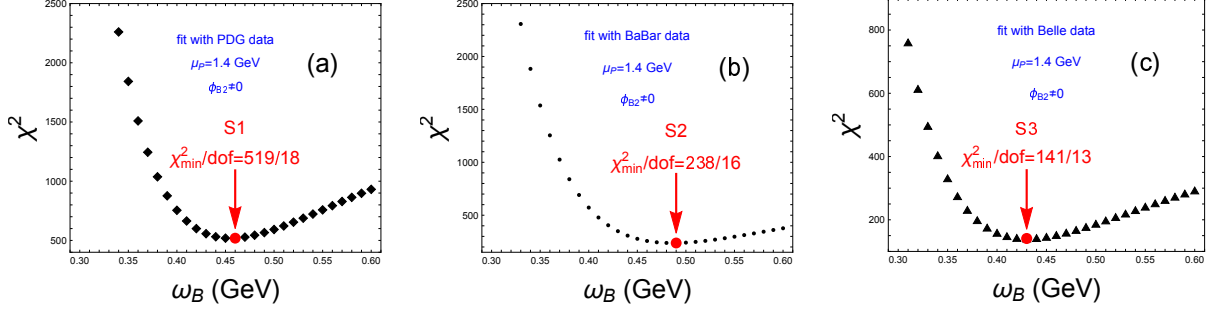 2500
2000
1500
1000
500
χ²
fit with PDG data
μP=1.4 GeV
ϕB2≠0
(a)
S1
χ²min/dof=519/18
0.30 0.35 0.40 0.45 0.50 0.55 0.60
ωB (GeV)
2500
2000
1500
1000
500
χ²
fit with BaBar data
μP=1.4 GeV
ϕB2≠0
(b)
S2
χ²min/dof=238/16
0.30 0.35 0.40 0.45 0.50 0.55 0.60
ωB (GeV)
800
600
400
200
χ²
fit with Belle data
μP=1.4 GeV
ϕB2≠0
(c)
S3
χ²min/dof=141/13
0.30 0.35 0.40 0.45 0.50 0.55 0.60
ωB (GeV)